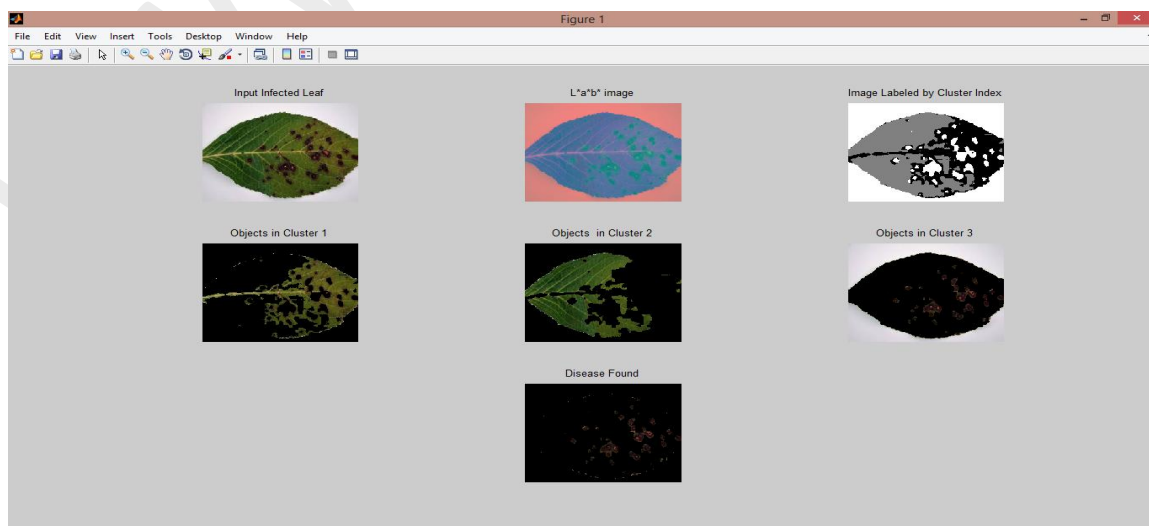 Figure 1
File Edit View Insert Tools Desktop Window Help
Input Infected Leaf
L*a*b* image
Image Labeled by Cluster Index
Objects in Cluster 1
Objects in Cluster 2
Objects in Cluster 3
Disease Found